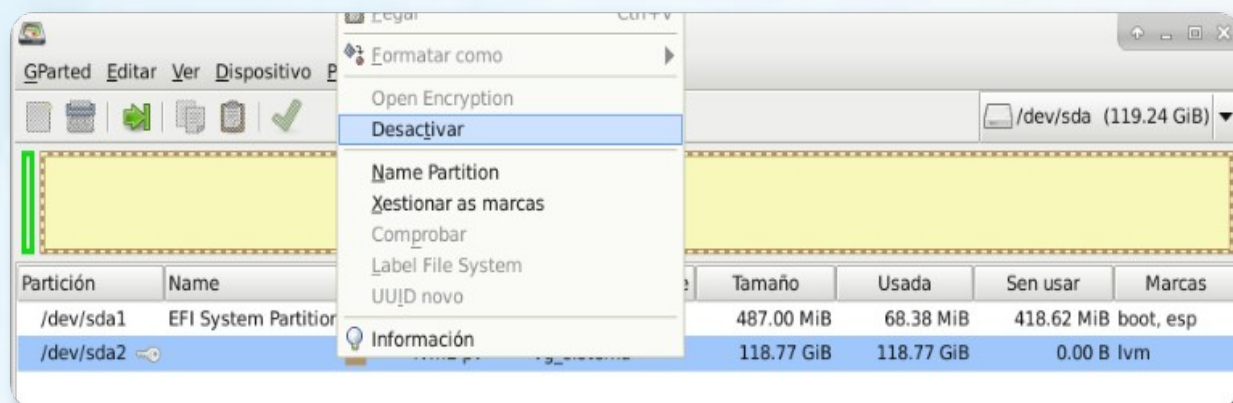 Pegar Ctrl+V
GParted Editar Ver Dispositivo P
Formatar como
Open Encryption
/dev/sda (119.24 GiB)
Desactivar
Name Partition
Xestionar as marcas
Comprobar
Label File System
UUID novo
Información
Partición Name Tamaño Usada Sen usar Marcas
/dev/sda1 EFI System Partition 487.00 MiB 68.38 MiB 418.62 MiB boot, esp
/dev/sda2 118.77 GiB 118.77 GiB 0.00 B lvm